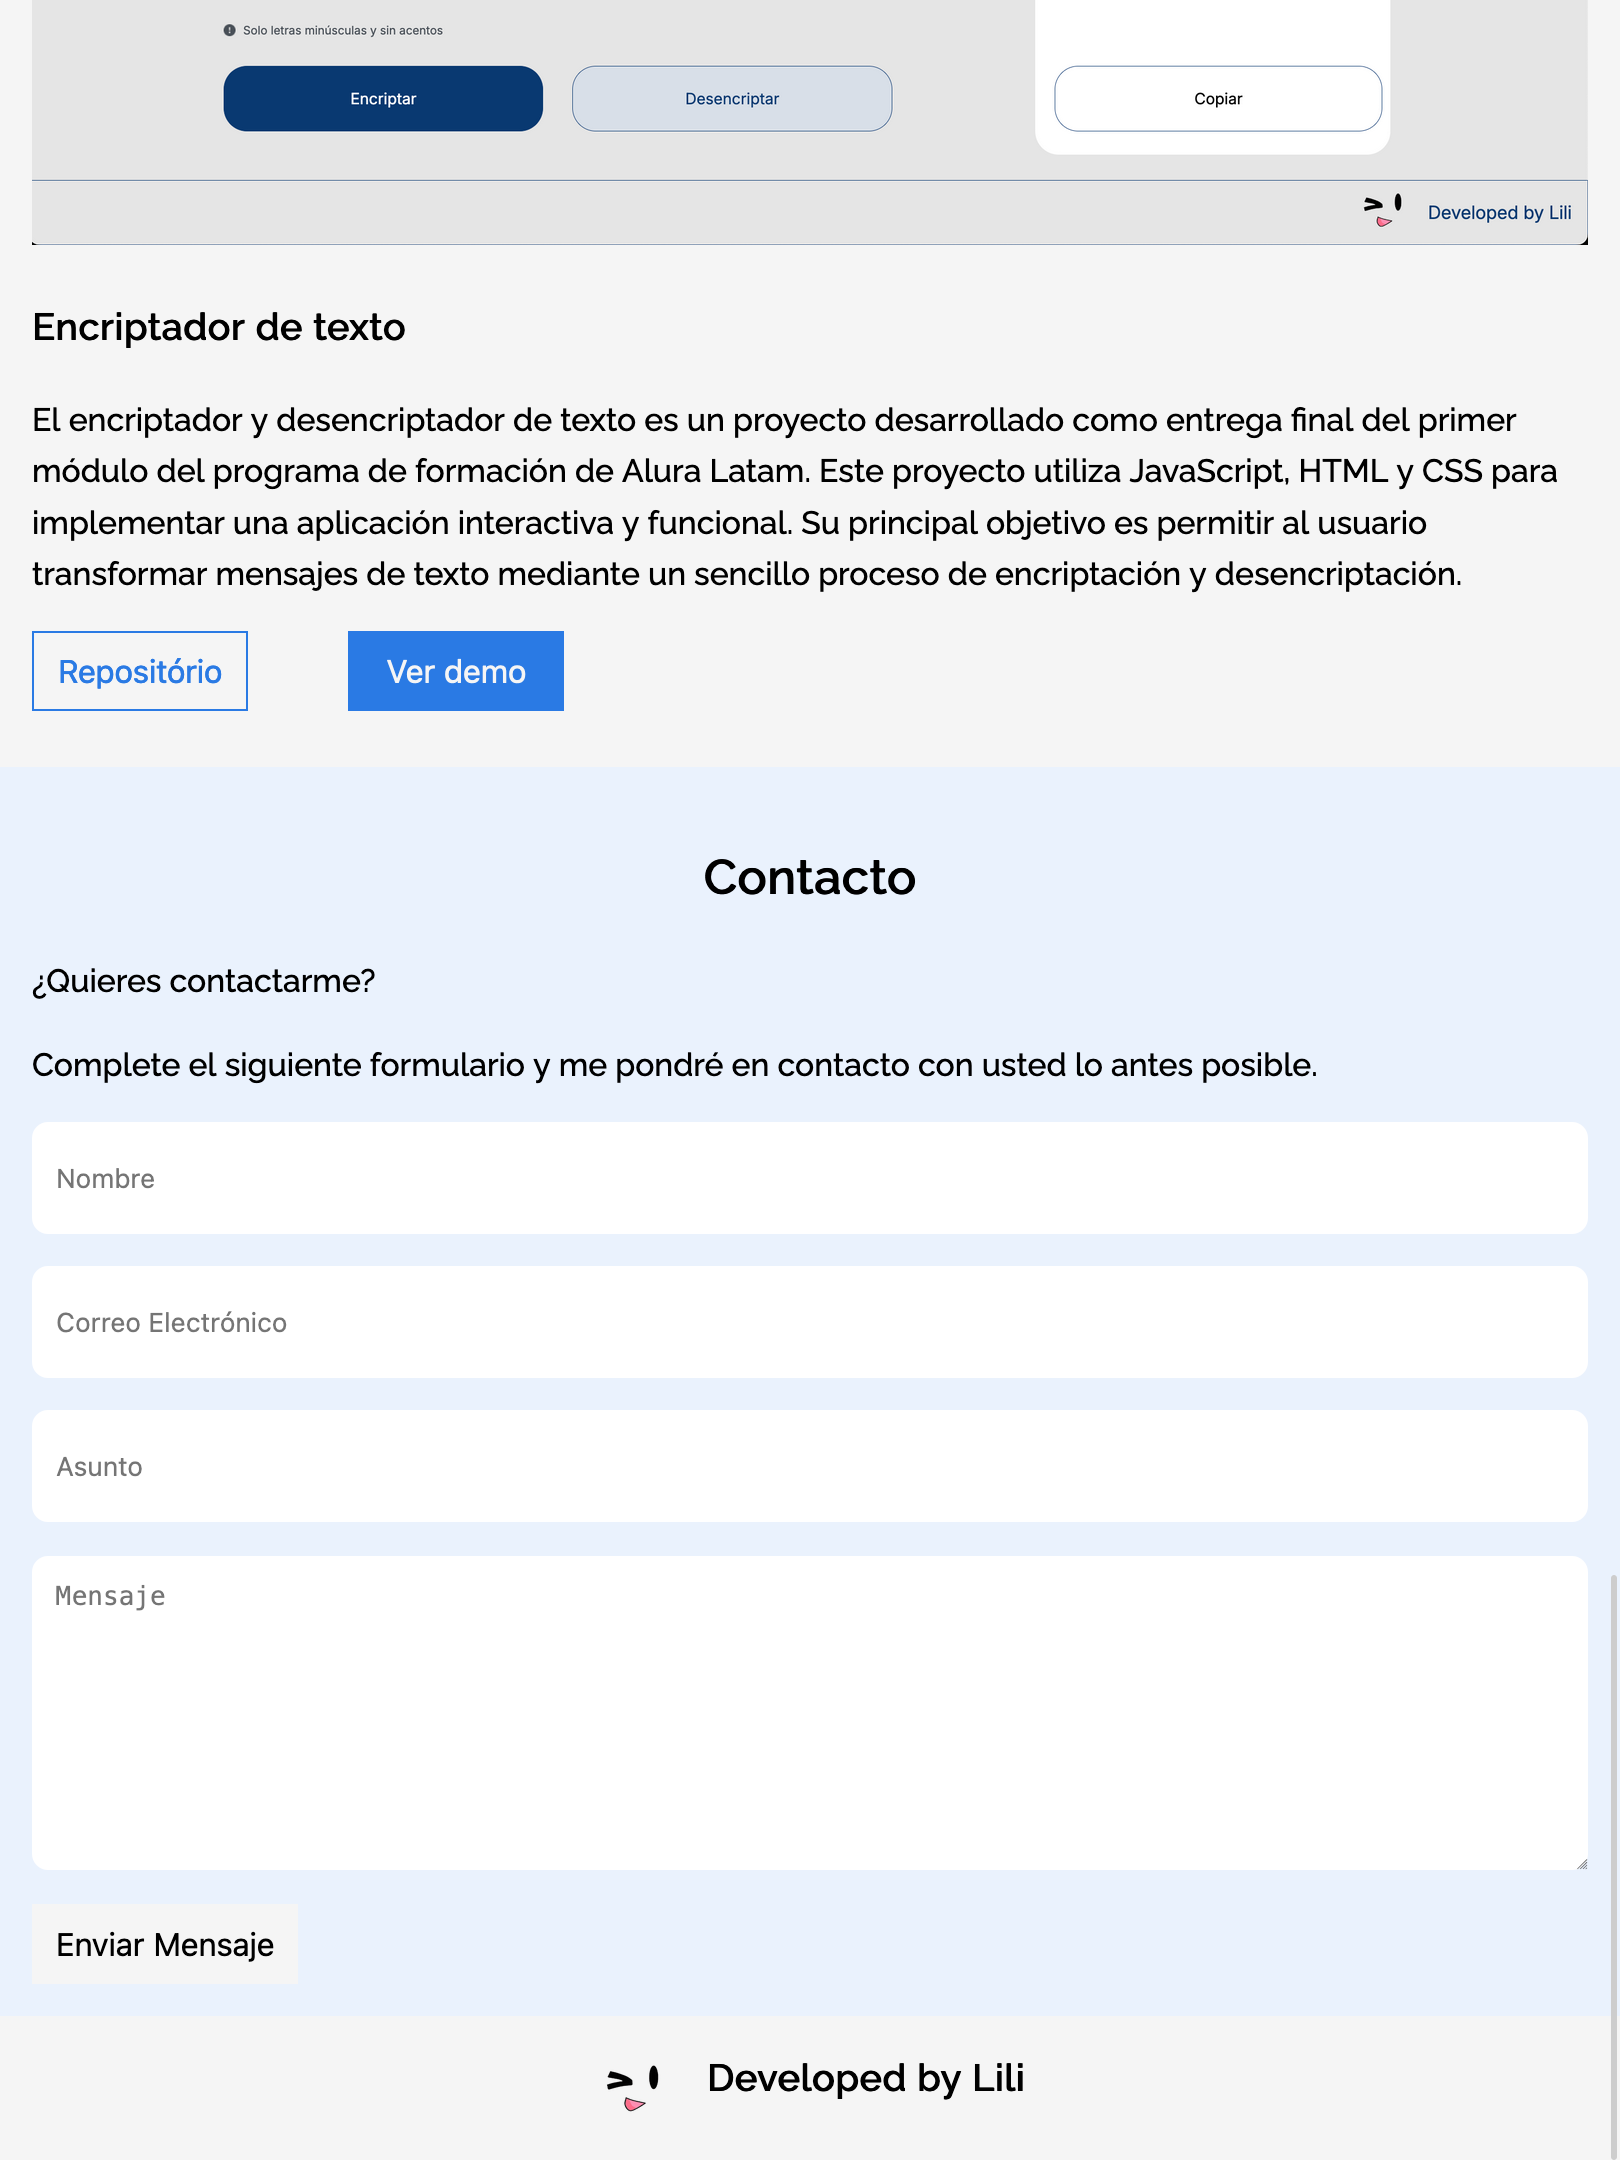 Solo letras minúsculas y sin acentos
Encriptar
Desencriptar
Copiar
Developed by Lili
Encriptador de texto
El encriptador y desencriptador de texto es un proyecto desarrollado como entrega final del primer
módulo del programa de formación de Alura Latam. Este proyecto utiliza JavaScript, HTML y CSS para
implementar una aplicación interactiva y funcional. Su principal objetivo es permitir al usuario
transformar mensajes de texto mediante un sencillo proceso de encriptación y desencriptación.
Repositório
Ver demo
Contacto
¿Quieres contactarme?
Complete el siguiente formulario y me pondré en contacto con usted lo antes posible.
Nombre
Correo Electrónico
Asunto
Mensaje
Enviar Mensaje
Developed by Lili